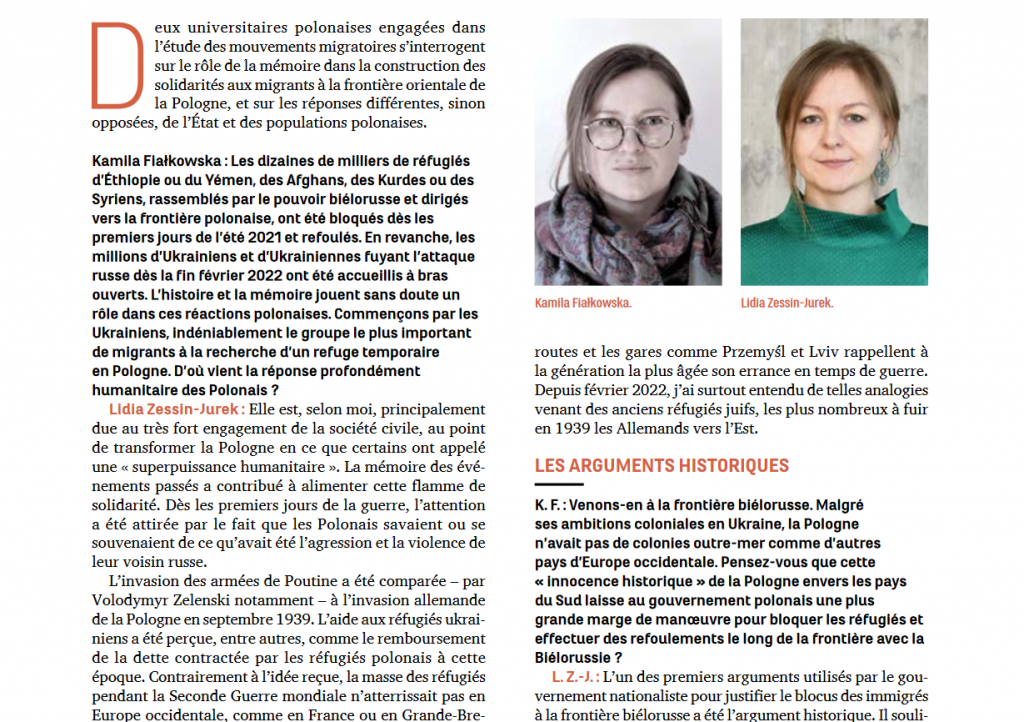 Deux universitaires polonaises engagées dans
l’étude des mouvements migratoires s’interrogent
sur le rôle de la mémoire dans la construction des
solidarités aux migrants à la frontière orientale de
la Pologne, et sur les réponses différentes, sinon
opposées, de l’État et des populations polonaises.
Kamila Fiałkowska : Les dizaines de milliers de réfugiés
d’Éthiopie ou du Yémen, des Afghans, des Kurdes ou des
Syriens, rassemblés par le pouvoir biélorusse et dirigés
vers la frontière polonaise, ont été bloqués dès les
premiers jours de l’été 2021 et refoulés. En revanche, les
millions d’Ukrainiens et d’Ukrainiennes fuyant l’attaque
russe dès la fin février 2022 ont été accueillis à bras
ouverts. L’histoire et la mémoire jouent sans doute un
rôle dans ces réactions polonaises. Commençons par les
Ukrainiens, indéniablement le groupe le plus important
de migrants à la recherche d’un refuge temporaire
en Pologne. D’où vient la réponse profondément
humanitaire des Polonais ?
Lidia Zessin-Jurek : Elle est, selon moi, principalement
due au très fort engagement de la société civile, au point
de transformer la Pologne en ce que certains ont appelé
une « superpuissance humanitaire ». La mémoire des évé-
nements passés a contribué à alimenter cette flamme de
solidarité. Dès les premiers jours de la guerre, l’attention
a été attirée par le fait que les Polonais savaient ou se
souvenaient de ce qu’avait été l’agression et la violence de
leur voisin russe.
L’invasion des armées de Poutine a été comparée – par
Volodymyr Zelenski notamment – à l’invasion allemande
de la Pologne en septembre 1939. L’aide aux réfugiés ukrai-
niens a été perçue, entre autres, comme le remboursement
de la dette contractée par les réfugiés polonais à cette
époque. Contrairement à l’idée reçue, la masse des réfugiés
pendant la Seconde Guerre mondiale n’atterrissait pas en
Europe occidentale, comme en France ou en Grande-Bre-
Kamila Fiałkowska.
Lidia Zessin-Jurek.
routes et les gares comme Przemyśl et Lviv rappellent à
la génération la plus âgée son errance en temps de guerre.
Depuis février 2022, j’ai surtout entendu de telles analogies
venant des anciens réfugiés juifs, les plus nombreux à fuir
en 1939 les Allemands vers l’Est.
LES ARGUMENTS HISTORIQUES
K. F. : Venons-en à la frontière biélorusse. Malgré
ses ambitions coloniales en Ukraine, la Pologne
n’avait pas de colonies outre-mer comme d’autres
pays d’Europe occidentale. Pensez-vous que cette
« innocence historique » de la Pologne envers les pays
du Sud laisse au gouvernement polonais une plus
grande marge de manœuvre pour bloquer les réfugiés et
effectuer des refoulements le long de la frontière avec la
Biélorussie ?
L. Z.-J. : L’un des premiers arguments utilisés par le gou-
vernement nationaliste pour justifier le blocus des immigrés
à la frontière biélorusse a été l’argument historique. Il souli-